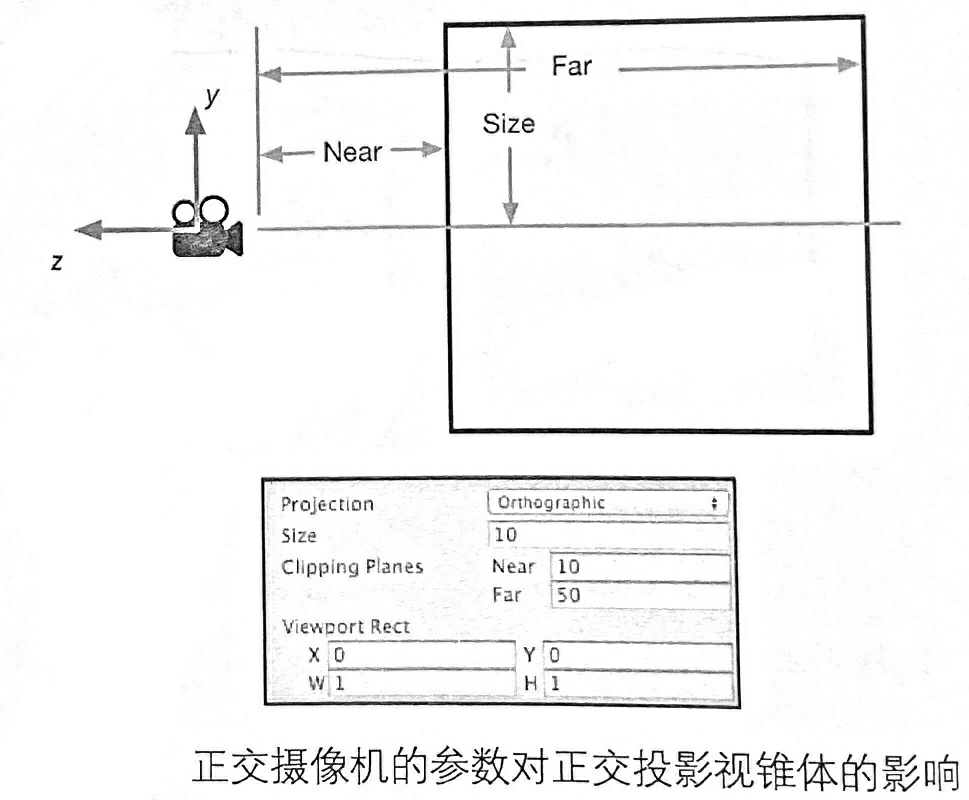 Far
y
Size
Near
z
Projection Orthographic
Size 10
Clipping Planes Near 10
Far 50
Viewport Rect
X 0 Y 0
W 1 H 1
正交摄像机的参数对正交投影视锥体的影响